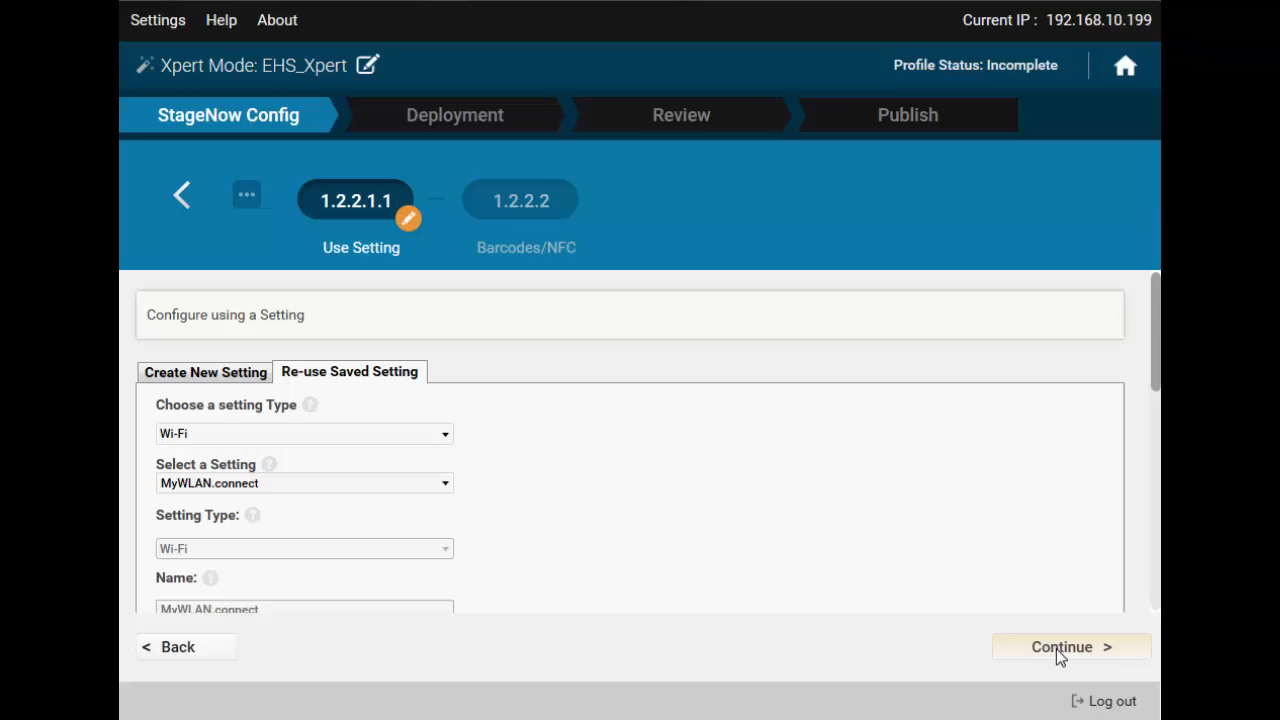 Settings Help About Current IP : 192.168.10.199
Xpert Mode: EHS_Xpert Profile Status: Incomplete
StageNow Config Deployment Review Publish
... 1.2.2.1.1 1.2.2.2
Use Setting Barcodes/NFC
Configure using a Setting
Create New Setting Re-use Saved Setting
Choose a setting Type ?
Wi-Fi
Select a Setting ?
MyWLAN.connect
Setting Type: ?
Wi-Fi
Name: ?
MyWLAN.connect
< Back Continue >
Log out